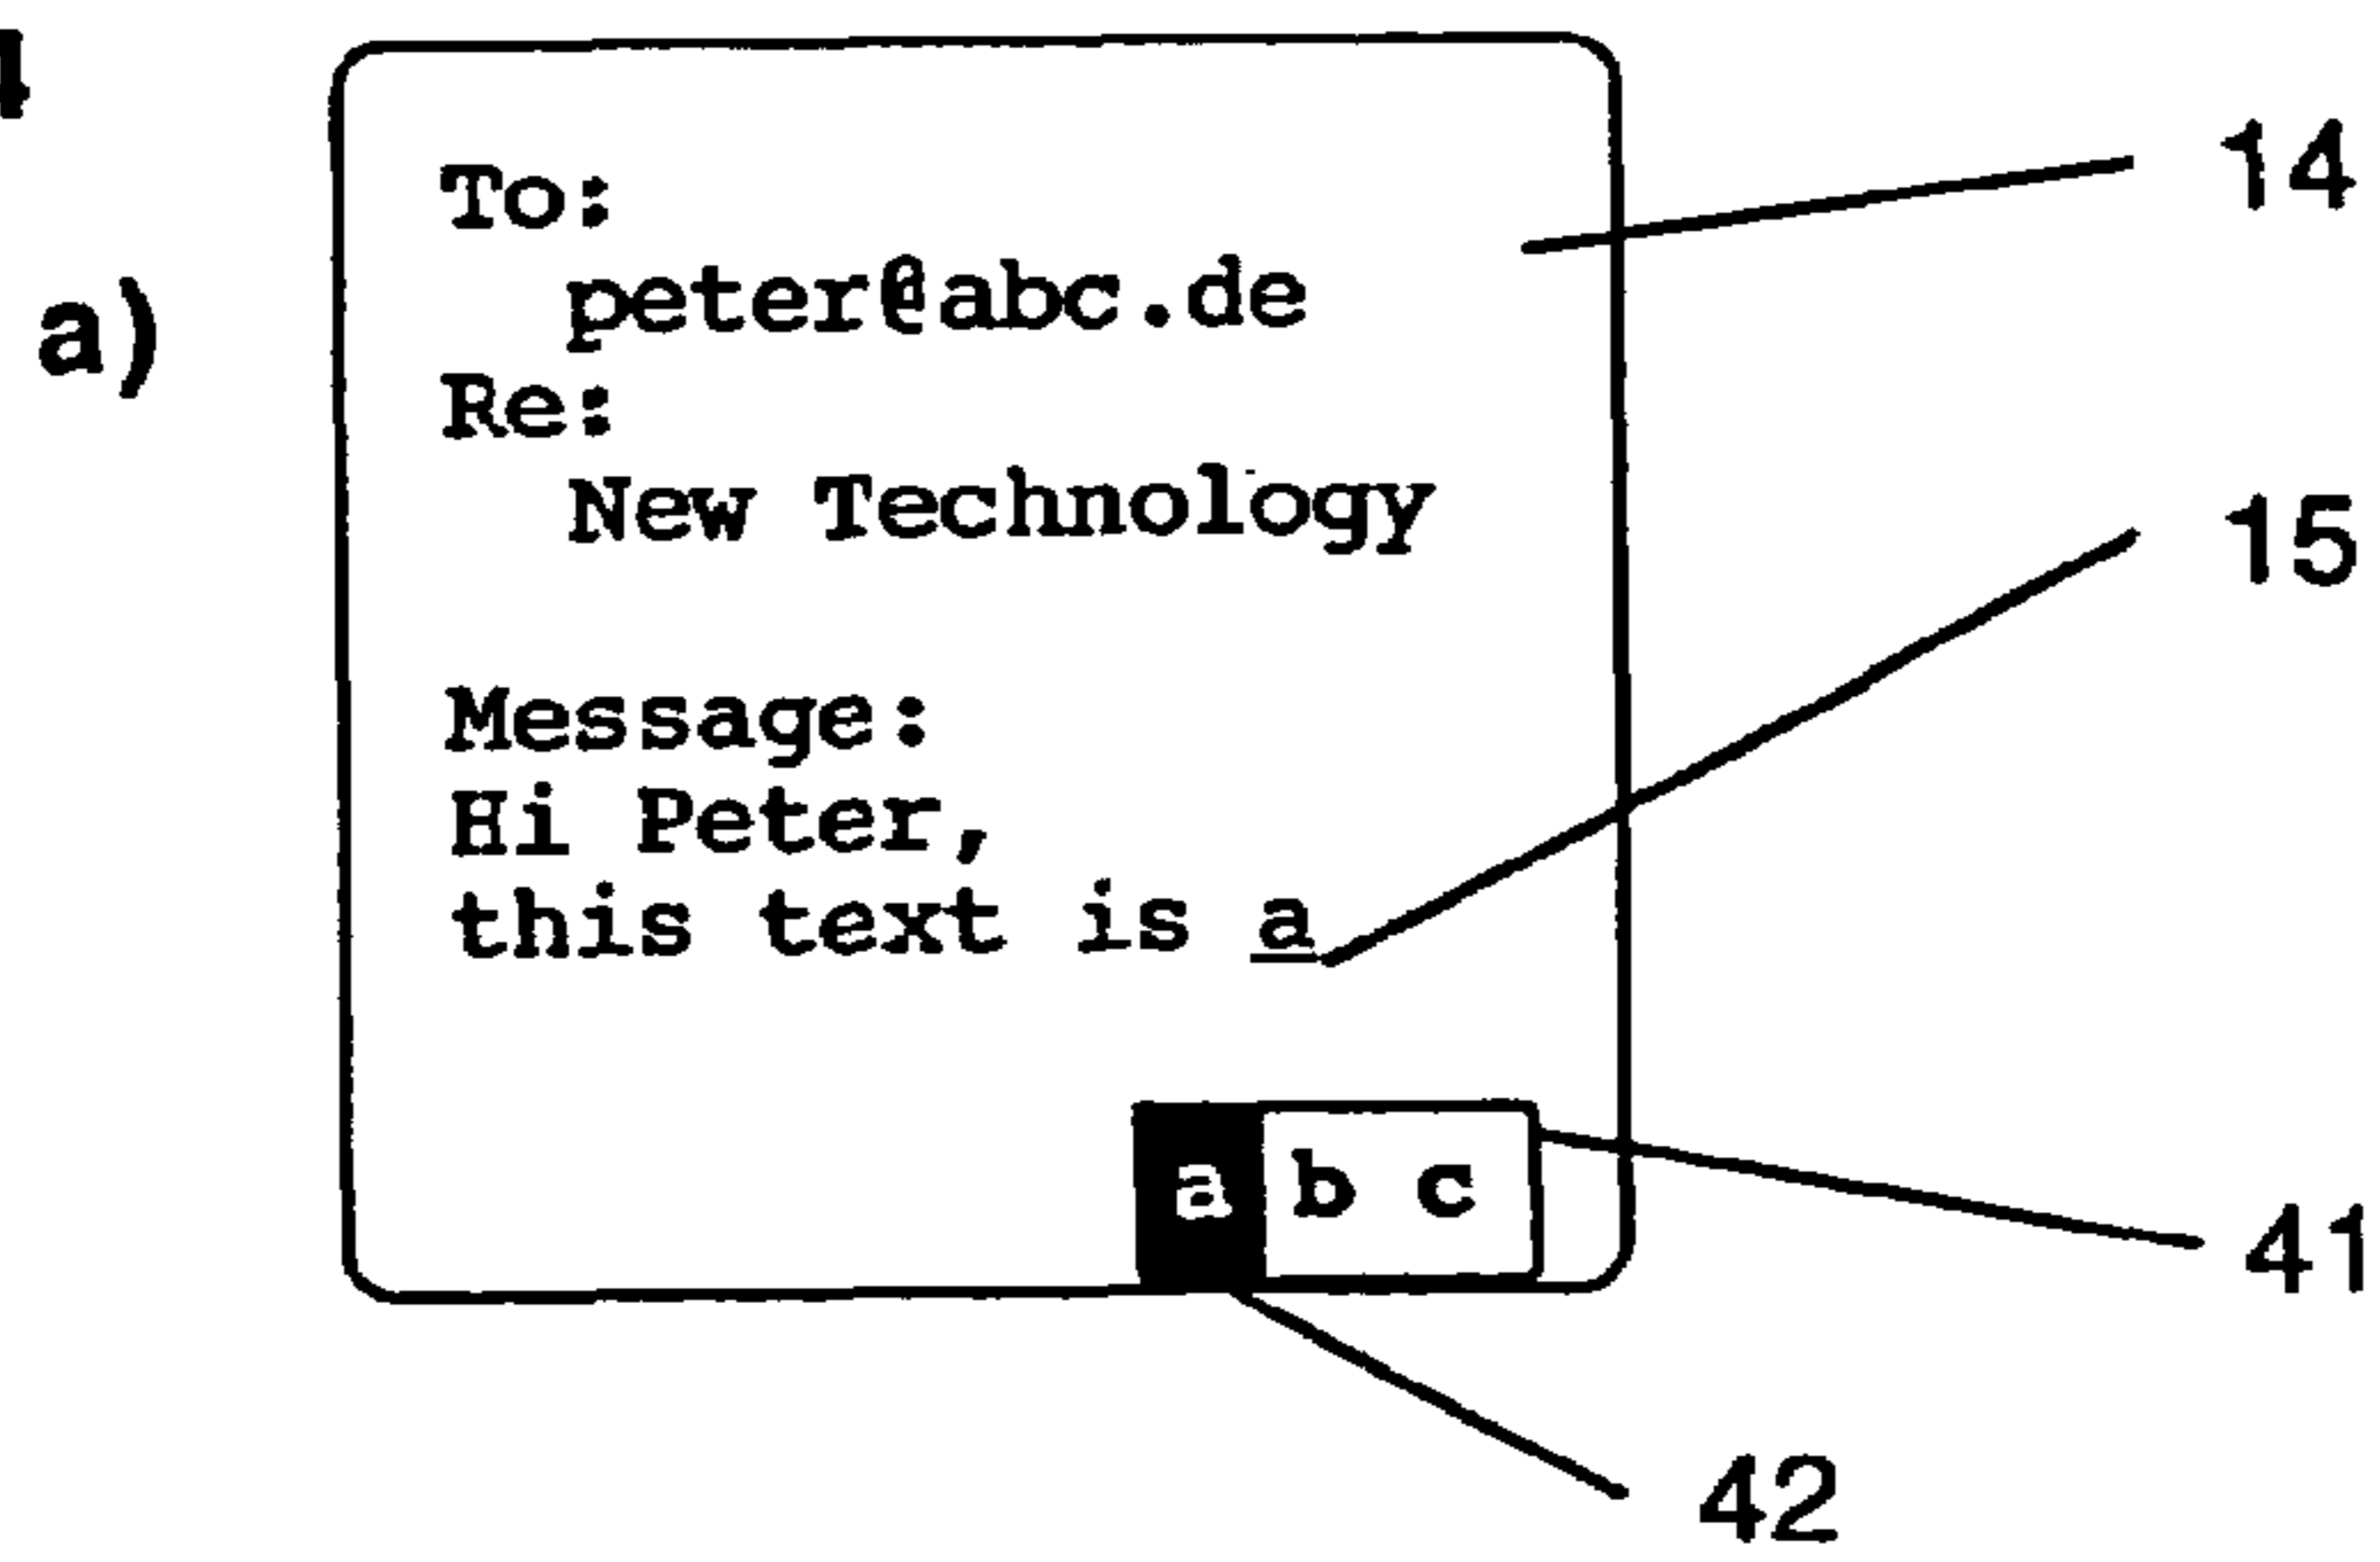 4
a)
To:
peter@abc.de
Re:
New Technology
Message:
Hi Peter,
this text is a
a b c
14
15
41
42